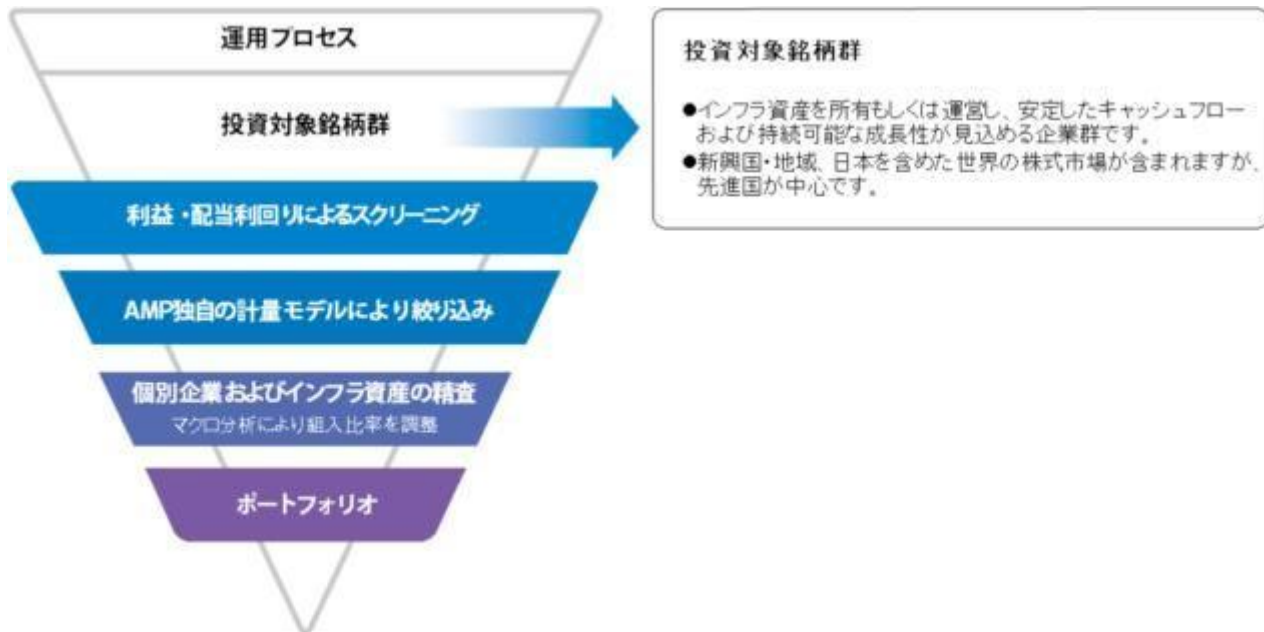 運用プロセス
投資対象銘柄群
利益・配当利回りによるスクリーニング
AMP独自の計量モデルにより絞り込み
個別企業およびインフラ資産の精査
マクロ分析により組入比率を調整
ポートフォリオ
投資対象銘柄群
●インフラ資産を所有もしくは運営し、安定したキャッシュフロー
および持続可能な成長性が見込める企業群です。
●新興国・地域、日本を含めた世界の株式市場が含まれますが、
先進国が中心です。